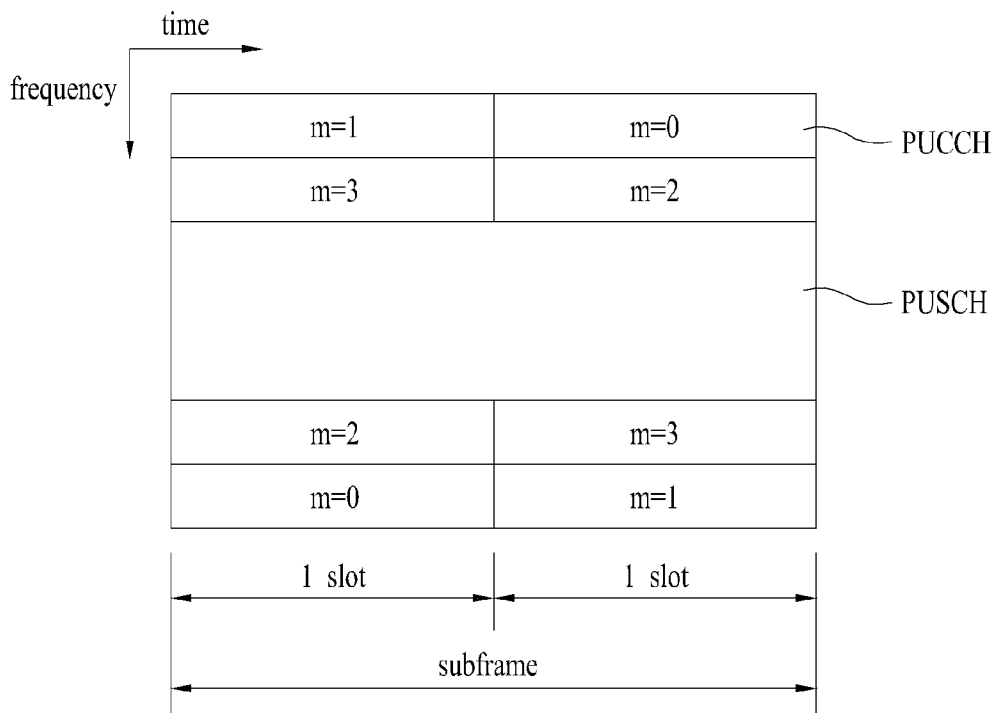 time
frequency
m=1 m=0
PUCCH
m=3 m=2
PUSCH
m=2 m=3
m=0 m=1
1 slot 1 slot
subframe